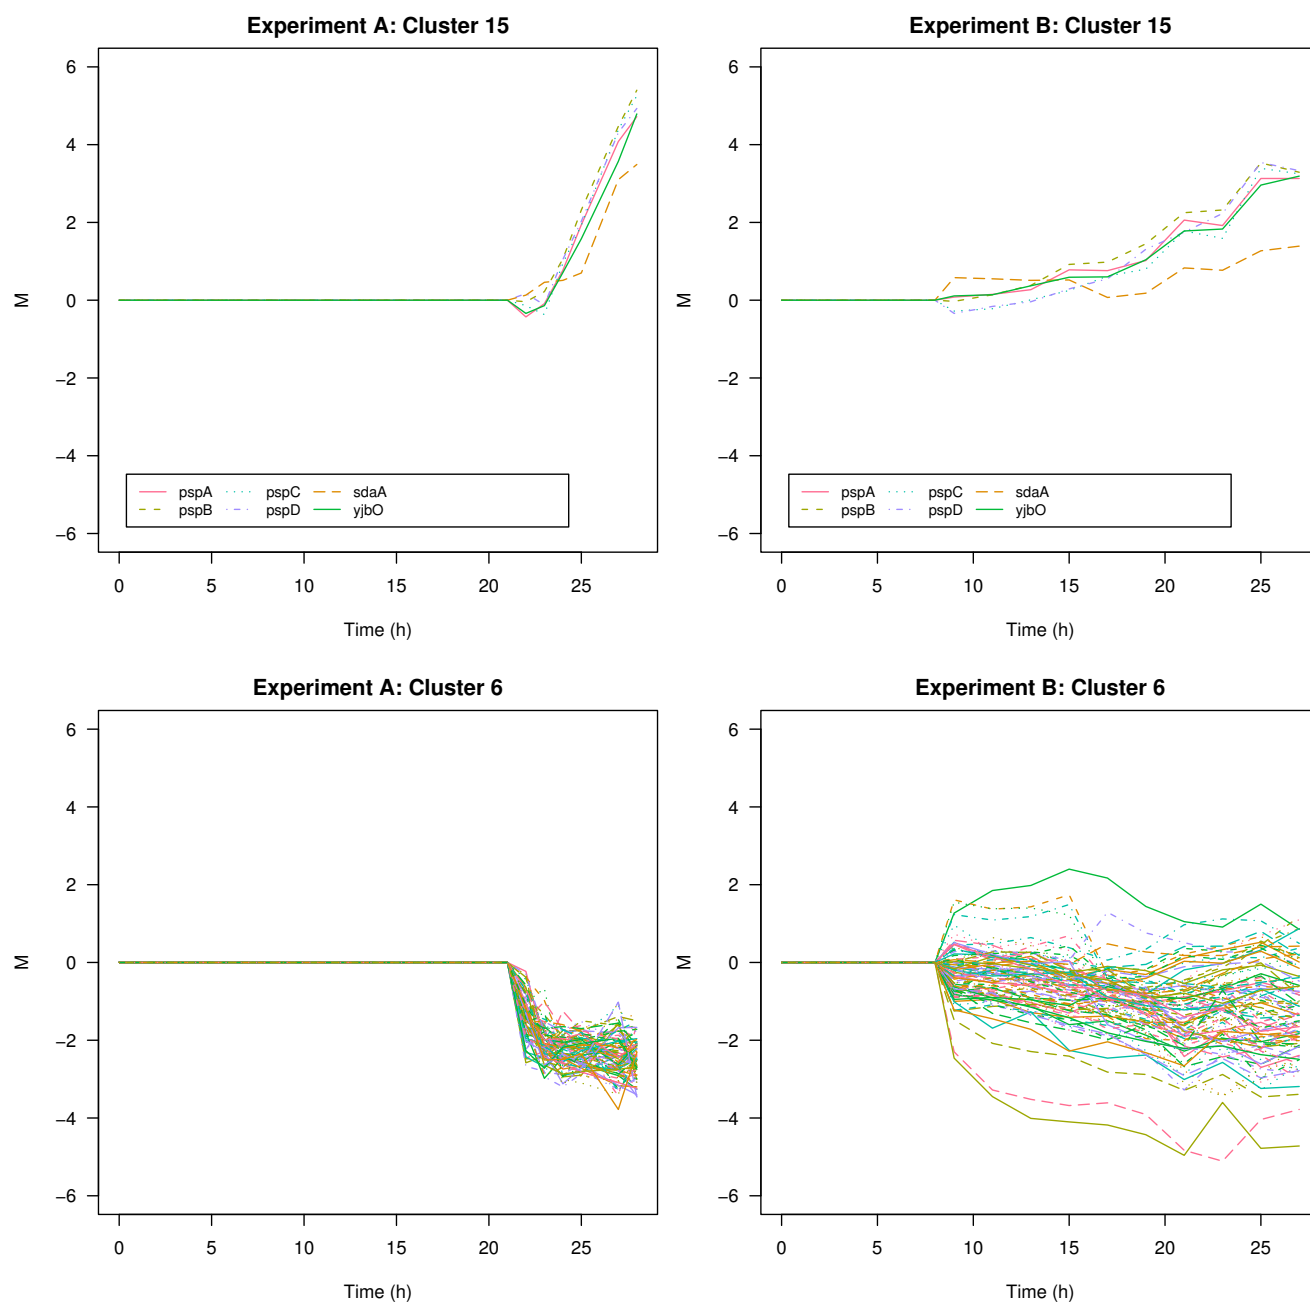 Experiment A: Cluster 15
6
4
2
0
−2
−4
−6
M
pspA pspC sdaA
pspB pspD yjbO
0 5 10 15 20 25
Time (h)
Experiment B: Cluster 15
6
4
2
0
−2
−4
−6
M
pspA pspC sdaA
pspB pspD yjbO
0 5 10 15 20 25
Time (h)
Experiment A: Cluster 6
6
4
2
0
−2
−4
−6
M
0 5 10 15 20 25
Time (h)
Experiment B: Cluster 6
6
4
2
0
−2
−4
−6
M
0 5 10 15 20 25
Time (h)